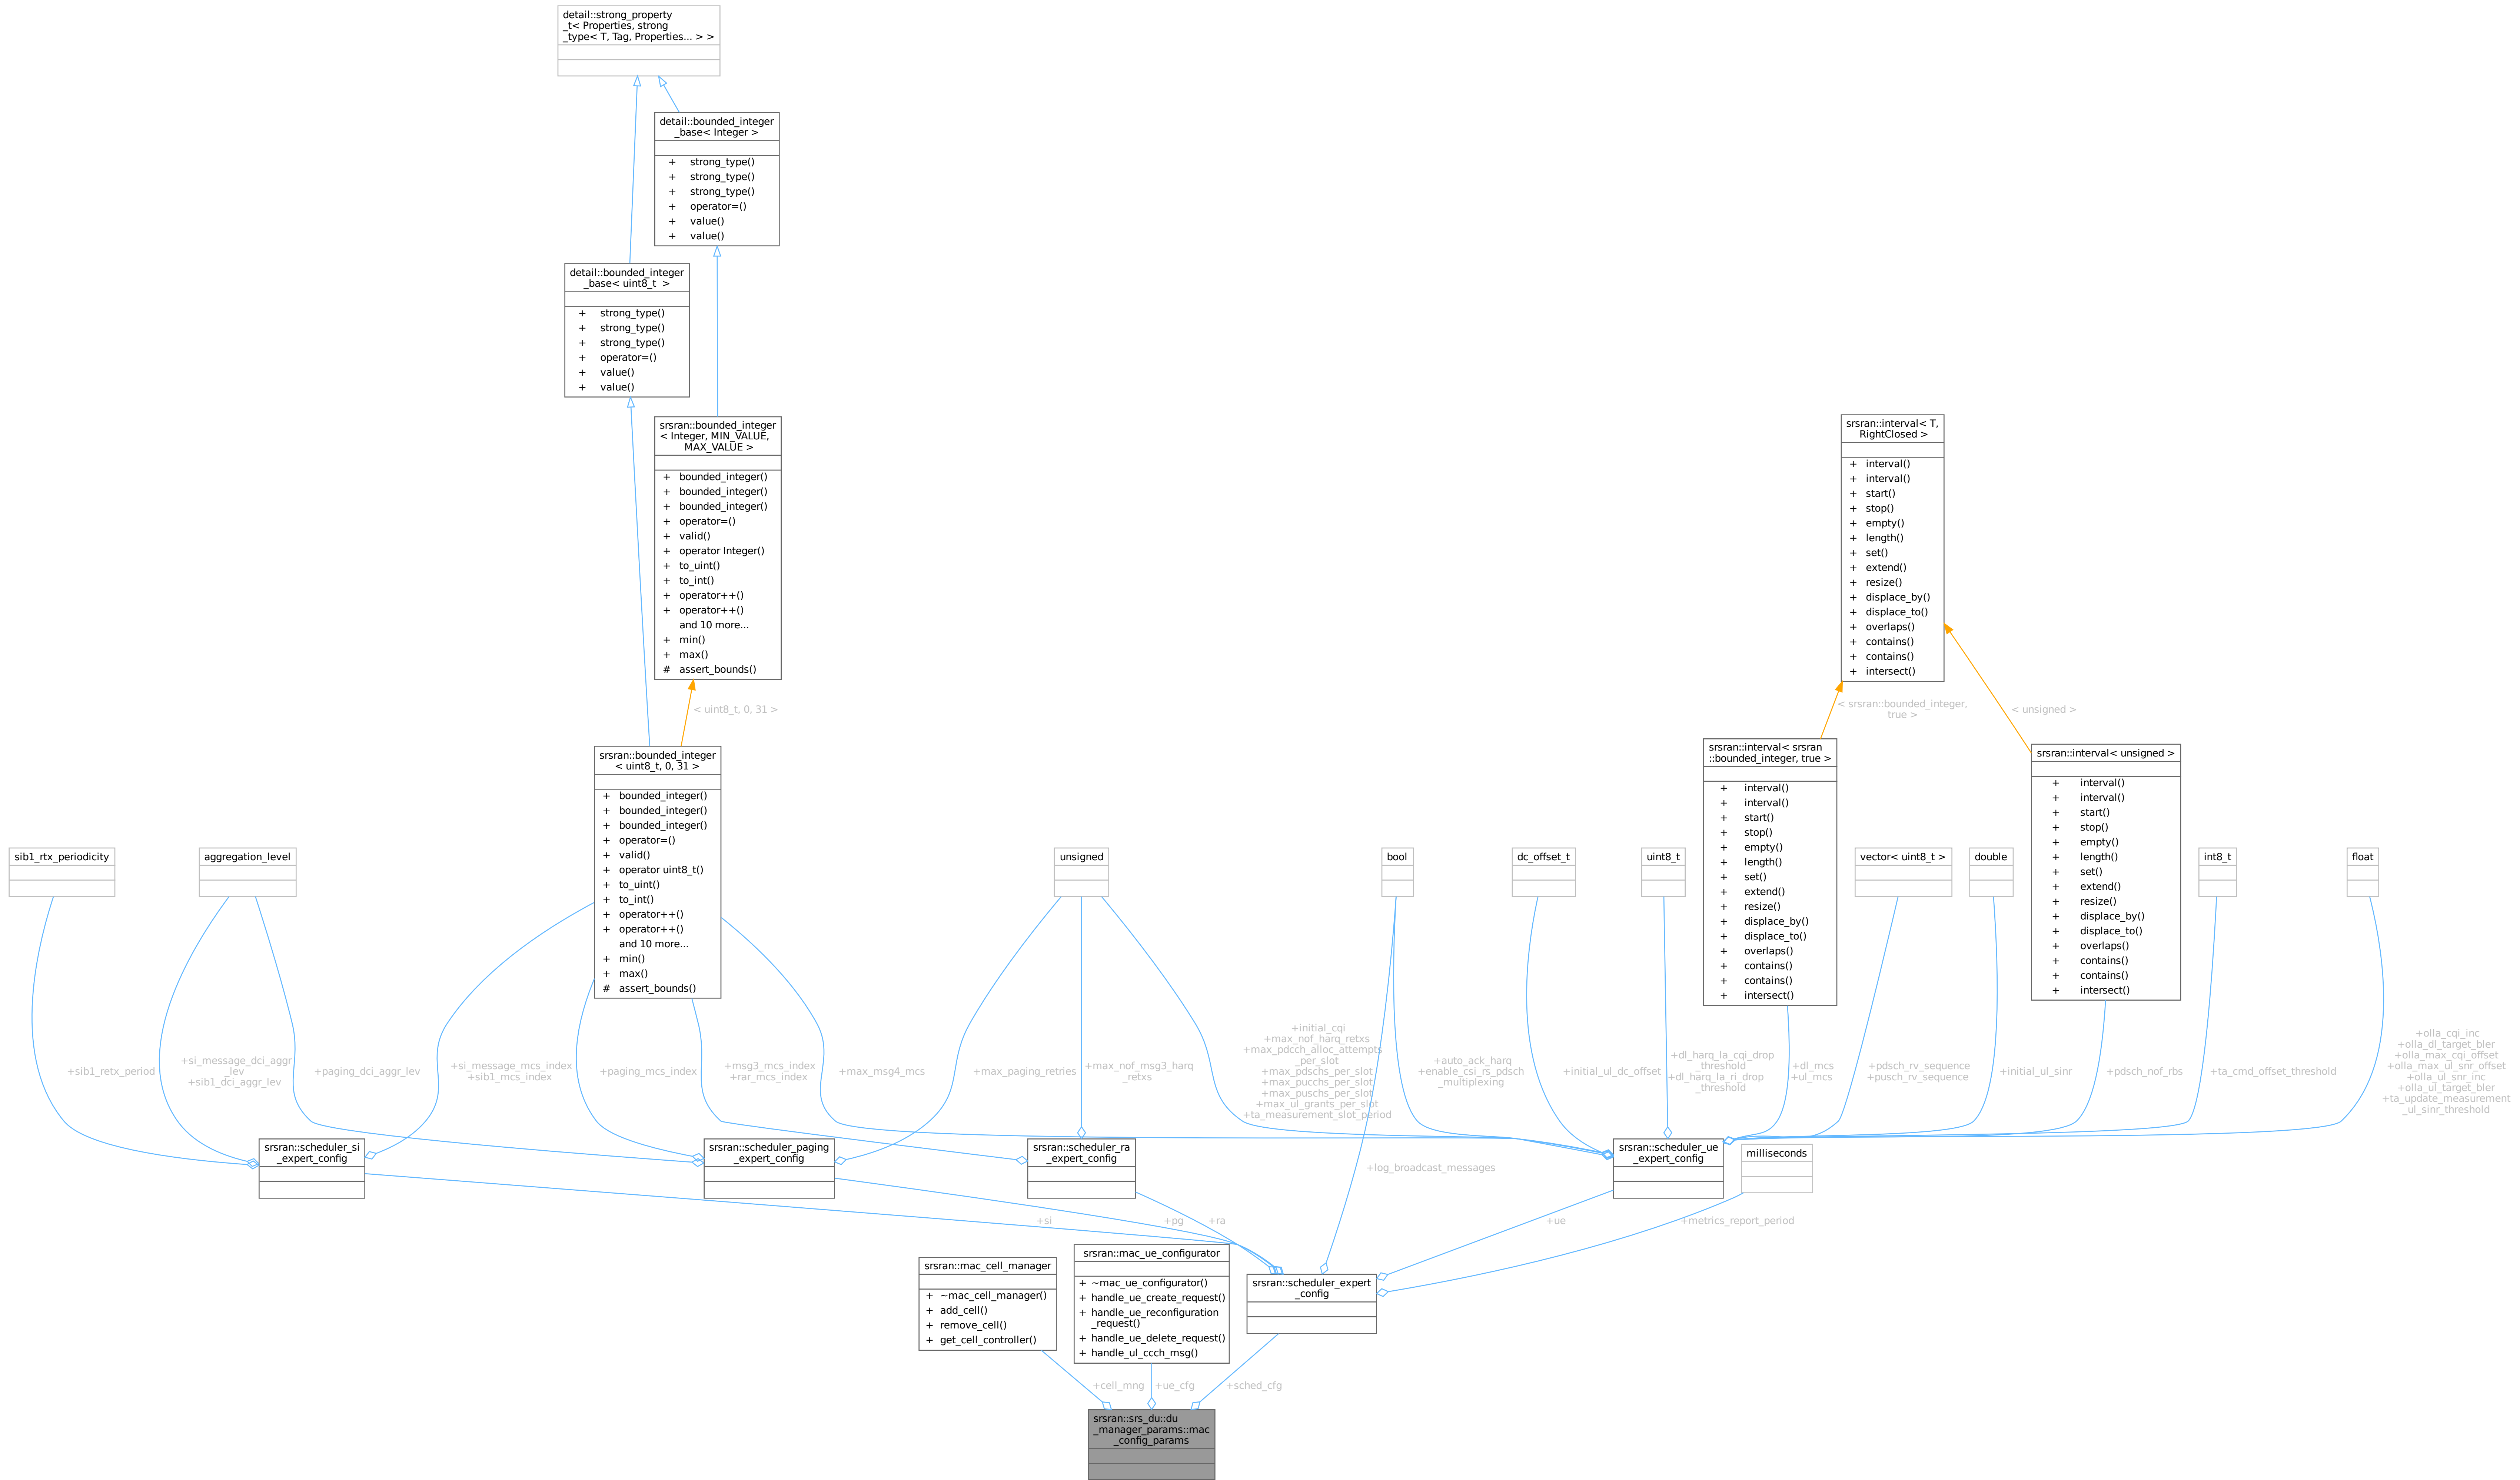 detail::strong_property
_t< Properties, strong
_type< T, Tag, Properties... > >
detail::bounded_integer
_base< Integer >
+ strong_type()
+ strong_type()
+ strong_type()
+ operator=()
+ value()
+ value()
detail::bounded_integer
_base< uint8_t >
+ strong_type()
+ strong_type()
+ strong_type()
+ operator=()
+ value()
+ value()
srsran::bounded_integer
< Integer, MIN_VALUE,
MAX_VALUE >
+ bounded_integer()
+ bounded_integer()
+ bounded_integer()
+ operator=()
+ valid()
+ operator Integer()
+ to_uint()
+ to_int()
+ operator++()
+ operator++()
and 10 more...
+ min()
+ max()
# assert_bounds()
srsran::interval< T,
RightClosed >
+ interval()
+ interval()
+ start()
+ stop()
+ empty()
+ length()
+ set()
+ extend()
+ resize()
+ displace_by()
+ displace_to()
+ overlaps()
+ contains()
+ contains()
+ intersect()
< uint8_t, 0, 31 >
< srsran::bounded_integer,
true >
< unsigned >
srsran::bounded_integer
< uint8_t, 0, 31 >
+ bounded_integer()
+ bounded_integer()
+ bounded_integer()
+ operator=()
+ valid()
+ operator uint8_t()
+ to_uint()
+ to_int()
+ operator++()
+ operator++()
and 10 more...
+ min()
+ max()
# assert_bounds()
srsran::interval< srsran
::bounded_integer, true >
+ interval()
+ interval()
+ start()
+ stop()
+ empty()
+ length()
+ set()
+ extend()
+ resize()
+ displace_by()
+ displace_to()
+ overlaps()
+ contains()
+ contains()
+ intersect()
srsran::interval< unsigned >
+ interval()
+ interval()
+ start()
+ stop()
+ empty()
+ length()
+ set()
+ extend()
+ resize()
+ displace_by()
+ displace_to()
+ overlaps()
+ contains()
+ contains()
+ intersect()
sib1_rtx_periodicity
aggregation_level
unsigned
bool
dc_offset_t
uint8_t
vector< uint8_t >
double
int8_t
float
+sib1_retx_period
+si_message_dci_aggr
_lev
+sib1_dci_aggr_lev
+paging_dci_aggr_lev
+si_message_mcs_index
+sib1_mcs_index
+paging_mcs_index
+msg3_mcs_index
+rar_mcs_index
+max_msg4_mcs
+max_paging_retries
+max_nof_msg3_harq
_retxs
+initial_cqi
+max_nof_harq_retxs
+max_pdcch_alloc_attempts
_per_slot
+max_pdschs_per_slot
+max_pucchs_per_slot
+max_puschs_per_slot
+max_ul_grants_per_slot
+ta_measurement_slot_period
+auto_ack_harq
+enable_csi_rs_pdsch
_multiplexing
+initial_ul_dc_offset
+dl_harq_la_cqi_drop
_threshold
+dl_harq_la_ri_drop
_threshold
+dl_mcs
+ul_mcs
+pdsch_rv_sequence
+pusch_rv_sequence
+initial_ul_sinr
+pdsch_nof_rbs
+ta_cmd_offset_threshold
+olla_cqi_inc
+olla_dl_target_bler
+olla_max_cqi_offset
+olla_max_ul_snr_offset
+olla_ul_snr_inc
+olla_ul_target_bler
+ta_update_measurement
_ul_sinr_threshold
srsran::scheduler_si
_expert_config
srsran::scheduler_paging
_expert_config
srsran::scheduler_ra
_expert_config
srsran::scheduler_ue
_expert_config
milliseconds
+log_broadcast_messages
+si
+pg
+ra
+ue
+metrics_report_period
srsran::mac_cell_manager
+ ~mac_cell_manager()
+ add_cell()
+ remove_cell()
+ get_cell_controller()
srsran::mac_ue_configurator
+ ~mac_ue_configurator()
+ handle_ue_create_request()
+ handle_ue_reconfiguration
_request()
+ handle_ue_delete_request()
+ handle_ul_ccch_msg()
srsran::scheduler_expert
_config
+cell_mng
+ue_cfg
+sched_cfg
srsran::srs_du::du
_manager_params::mac
_config_params